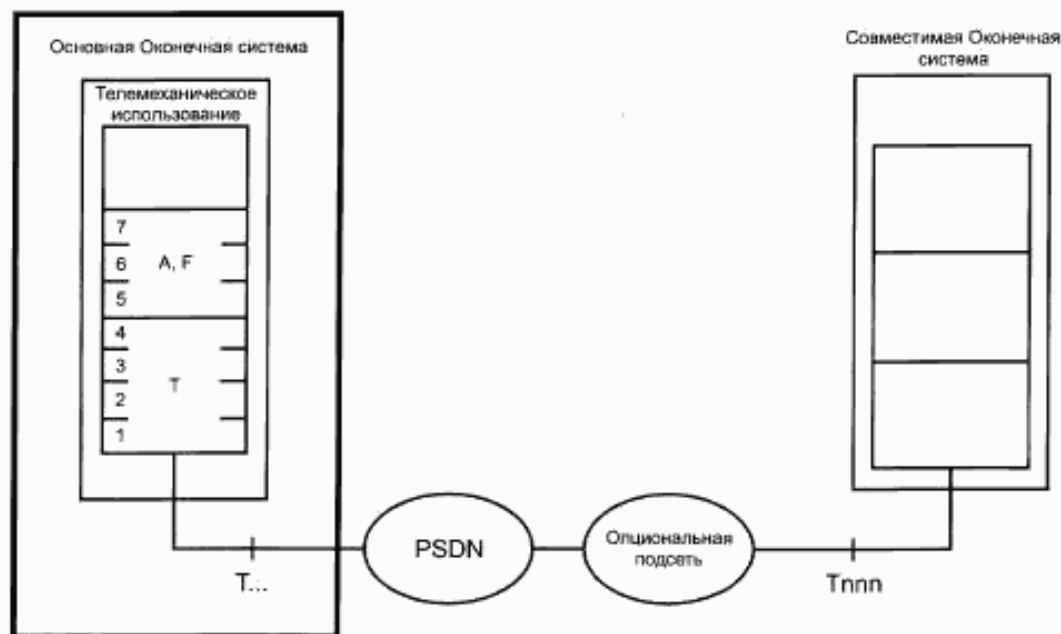 Основная Оконечная система
Совместимая Оконечная
система
Телемеханическое
использование
7
6
A, F
5
4
3
T
2
1
PSDN
Опциональная
подсеть
T...
Tnnn